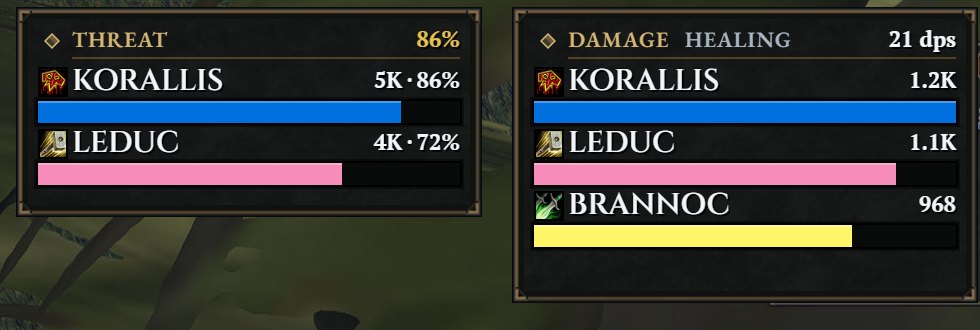 THREAT 86%
KORALLIS 5K · 86%
LEDUC 4K · 72%
DAMAGE HEALING 21 dps
KORALLIS 1.2K
LEDUC 1.1K
BRANNOC 968